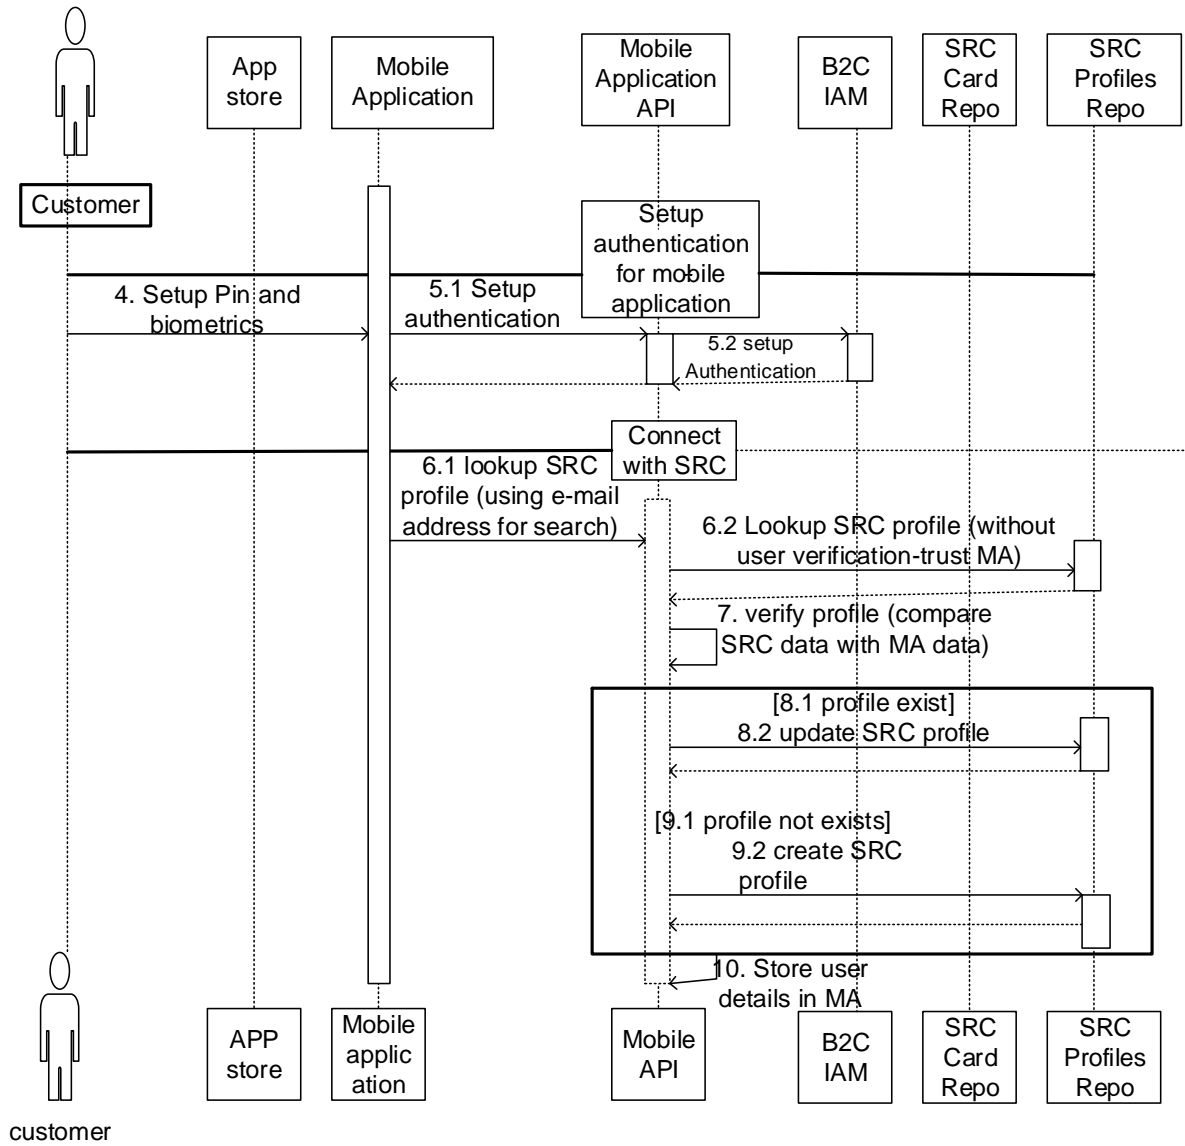 App
store
Mobile
Application
Mobile
Application
API
B2C
IAM
SRC
Card
Repo
SRC
Profiles
Repo
Customer
Setup
authentication
for mobile
application
4. Setup Pin and
biometrics
5.1 Setup
authentication
5.2 setup
Authentication
Connect
with SRC
6.1 lookup SRC
profile (using e-mail
address for search)
6.2 Lookup SRC profile (without
user verification-trust MA)
7. verify profile (compare
SRC data with MA data)
[8.1 profile exist]
8.2 update SRC profile
[9.1 profile not exists]
9.2 create SRC
profile
10. Store user
details in MA
APP
store
Mobile
applic
ation
Mobile
API
B2C
IAM
SRC
Card
Repo
SRC
Profiles
Repo
customer